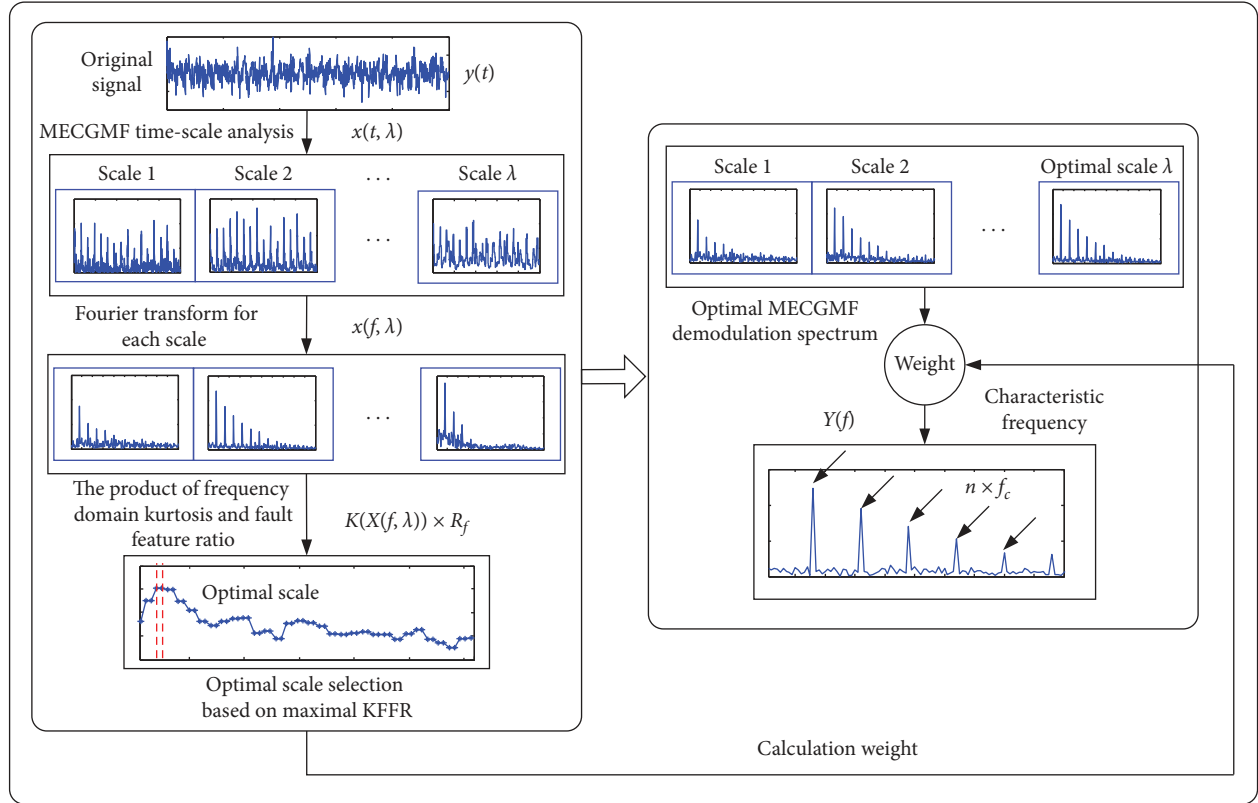 Original
signal
y(t)
MECGMF time-scale analysis
x(t, λ)
Scale 1
Scale 2
. . .
Scale λ
. . .
Fourier transform for
each scale
x(f, λ)
. . .
The product of frequency
domain kurtosis and fault
feature ratio
K(X(f, λ)) × R_f
Optimal scale
Optimal scale selection
based on maximal KFFR
Scale 1
Scale 2
Optimal scale λ
. . .
Optimal MECGMF
demodulation spectrum
Weight
Characteristic
frequency
Y(f)
n × f_c
Calculation weight